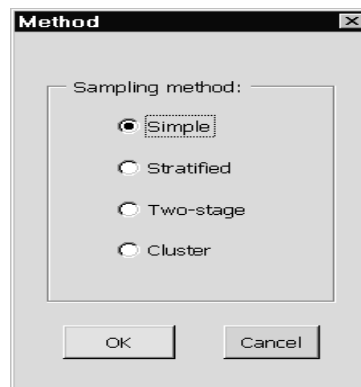 Method
Sampling method:
Simple
Stratified
Two-stage
Cluster
OK
Cancel